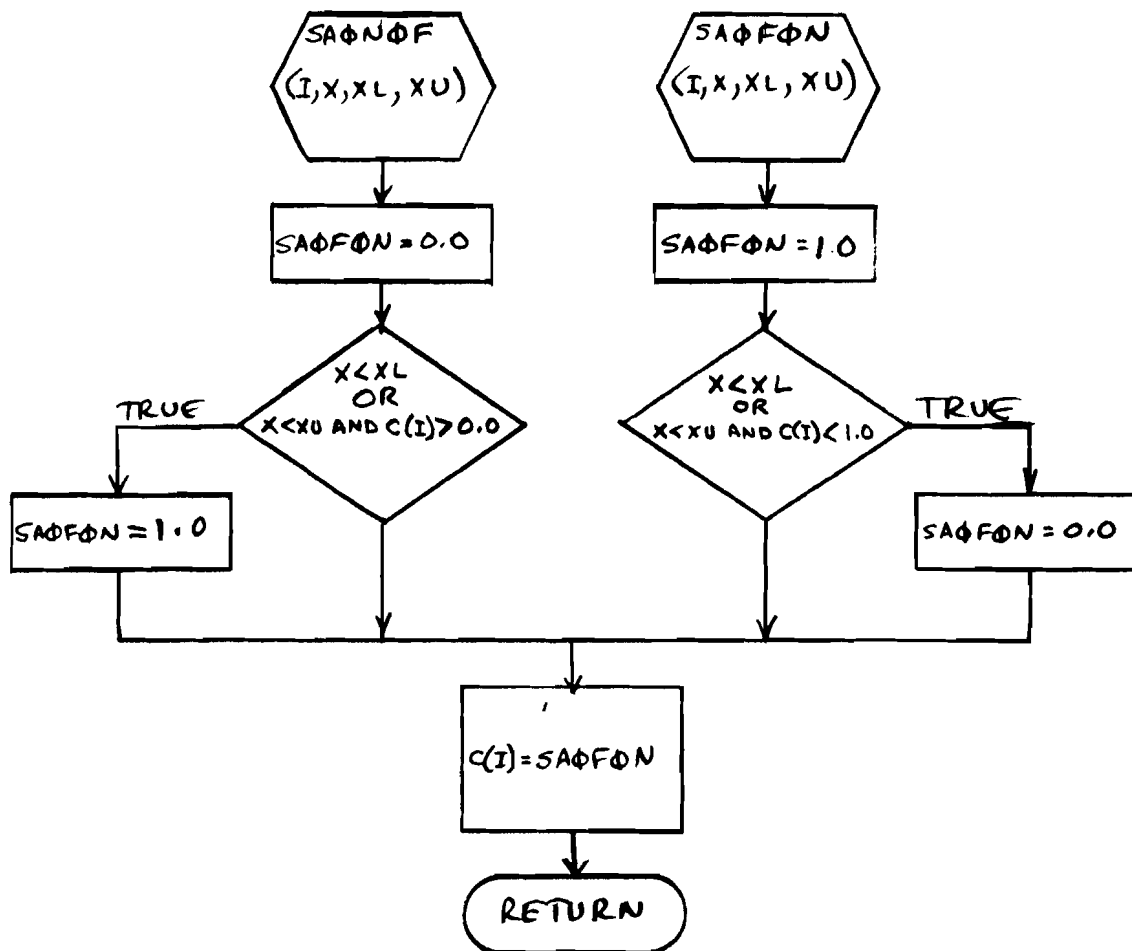 SAΦNΦF
(I,X,XL,XU)
SAΦFΦN
(I,X,XL,XU)
SAΦFΦN=0.0
SAΦFΦN=1.0
X<XL
OR
X<XU AND C(I)>0.0
TRUE
X<XL
OR
X<XU AND C(I)<1.0
TRUE
SAΦFΦN=1.0
SAΦFΦN=0.0
C(I)=SAΦFΦN
RETURN